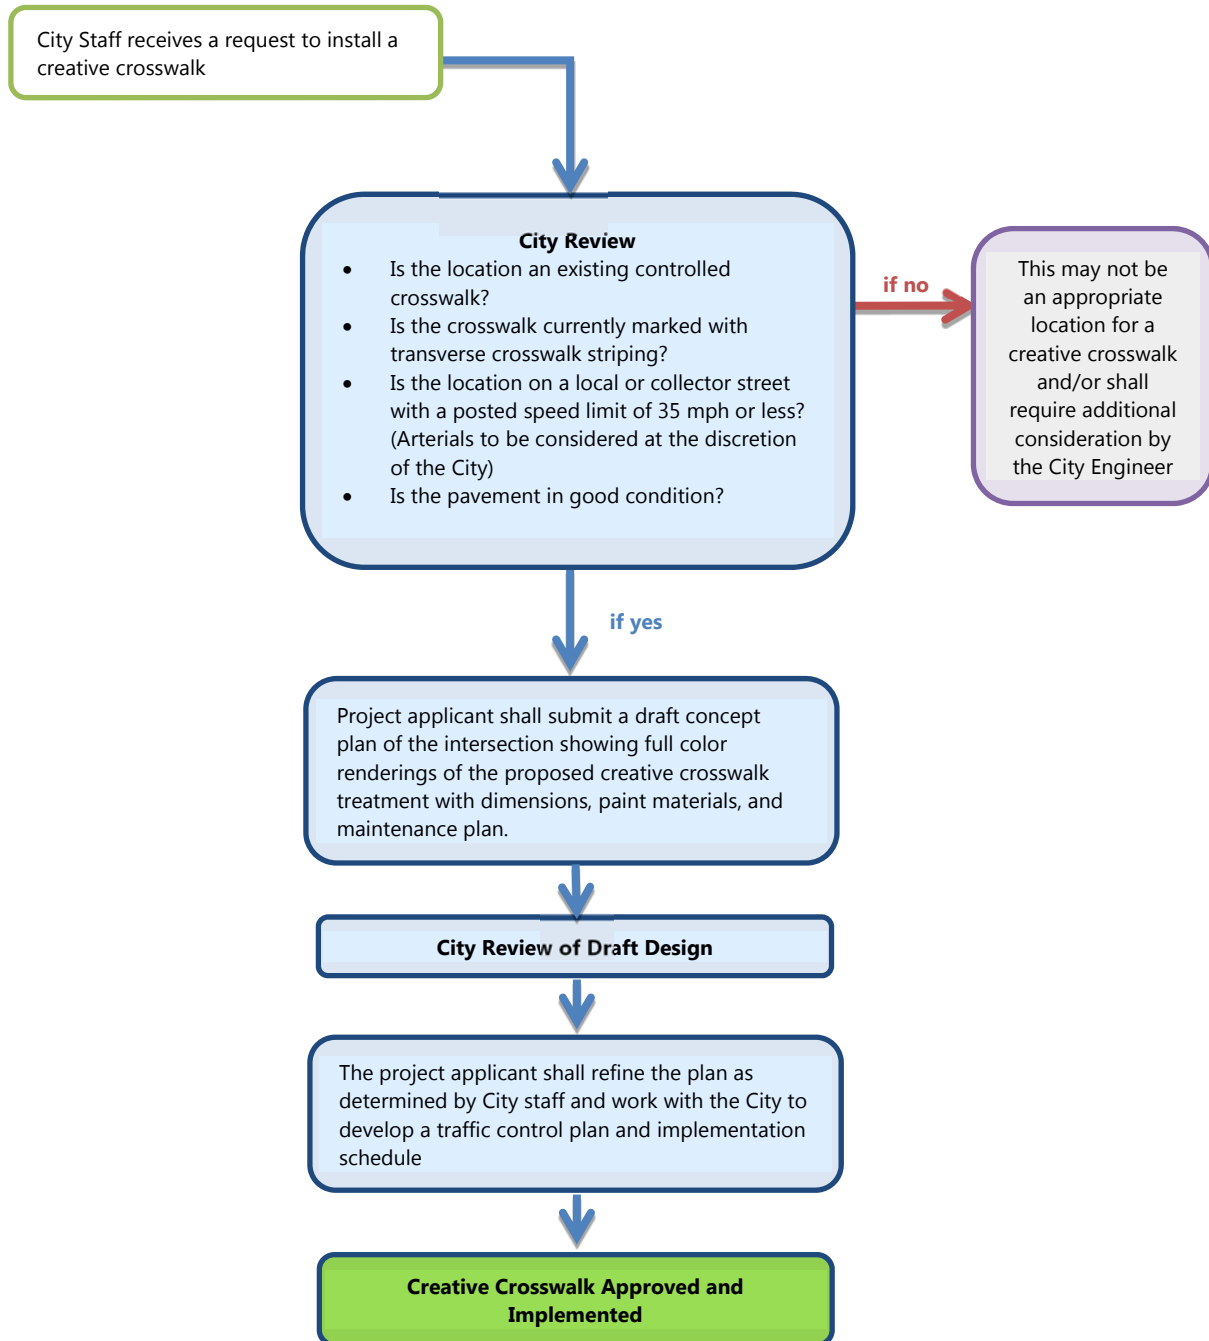 City Staff receives a request to install a
creative crosswalk
City Review
• Is the location an existing controlled
crosswalk?
• Is the crosswalk currently marked with
transverse crosswalk striping?
• Is the location on a local or collector street
with a posted speed limit of 35 mph or less?
(Arterials to be considered at the discretion
of the City)
• Is the pavement in good condition?
if no
This may not be
an appropriate
location for a
creative crosswalk
and/or shall
require additional
consideration by
the City Engineer
if yes
Project applicant shall submit a draft concept
plan of the intersection showing full color
renderings of the proposed creative crosswalk
treatment with dimensions, paint materials, and
maintenance plan.
City Review of Draft Design
The project applicant shall refine the plan as
determined by City staff and work with the City to
develop a traffic control plan and implementation
schedule
Creative Crosswalk Approved and
Implemented